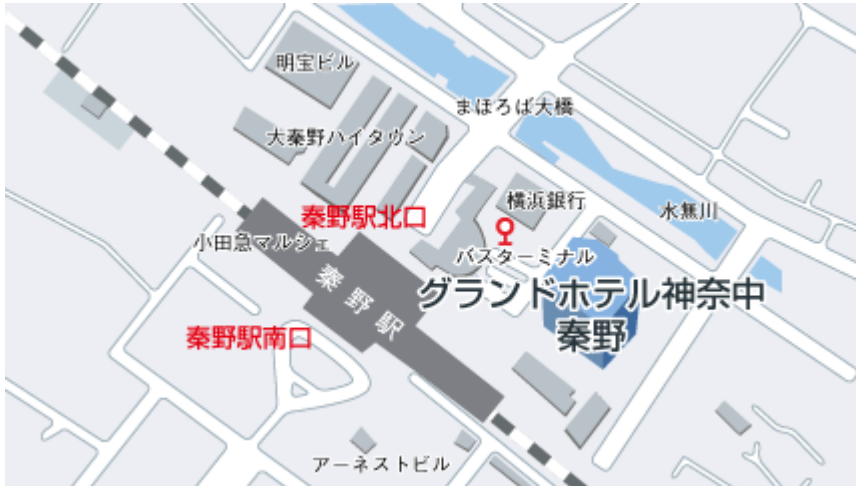 明宝ビル
まほろば大橋
大秦野ハイタウン
横浜銀行
水無川
秦野駅北口
小田急マルシェ
バスターミナル
秦野駅
グランドホテル神奈中
秦野
秦野駅南口
アーネストビル